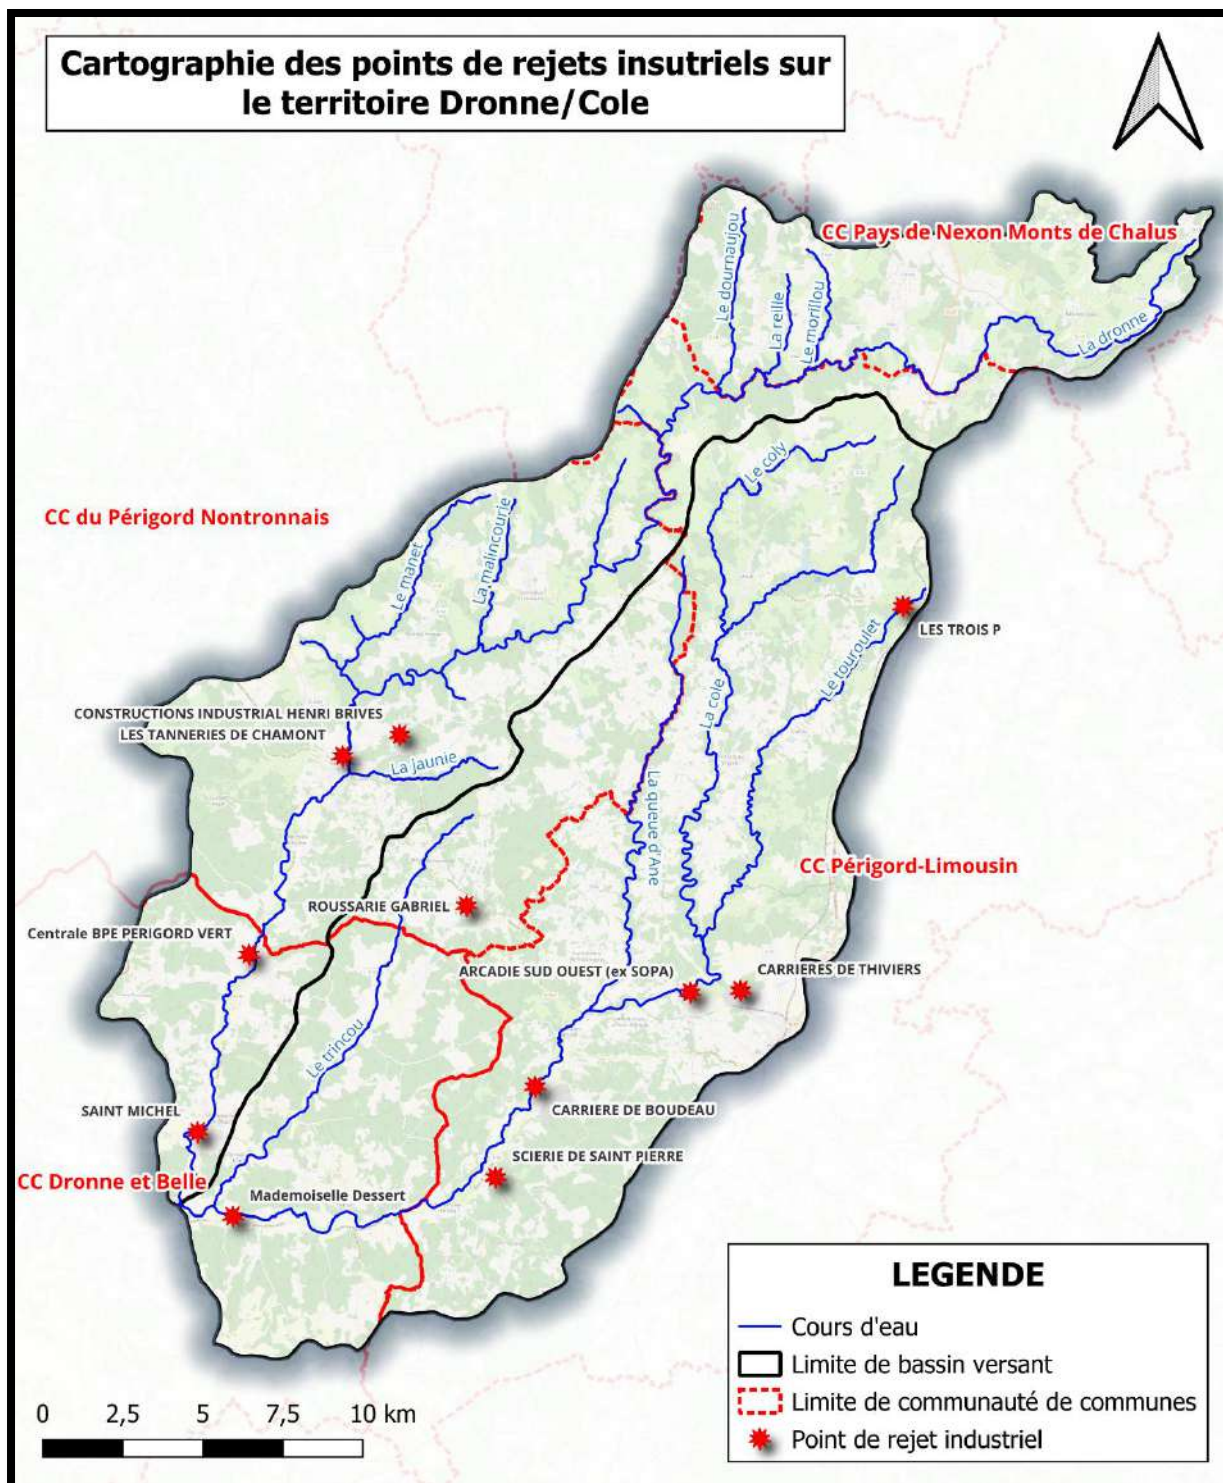 Cartographie des points de rejets insutriels sur
le territoire Dronne/Cole
CC Pays de Nexon Monts de Chalus
Le dournaujou
La reille
Le morillou
La dronne
Le coly
CC du Périgord Nontronnais
Le manet
La malincourie
LES TROIS P
Le touroulet
La cole
CONSTRUCTIONS INDUSTRIAL HENRI BRIVES
LES TANNERIES DE CHAMONT
La jaunie
La queue d'Ane
CC Périgord-Limousin
ROUSSARIE GABRIEL
Centrale BPE PERIGORD VERT
ARCADIE SUD OUEST (ex SOPA)
CARRIERES DE THIVIERS
Le trincou
SAINT MICHEL
CARRIERE DE BOUDEAU
SCIERIE DE SAINT PIERRE
CC Dronne et Belle
Mademoiselle Dessert
LEGENDE
Cours d'eau
Limite de bassin versant
Limite de communauté de communes
Point de rejet industriel
0 2,5 5 7,5 10 km